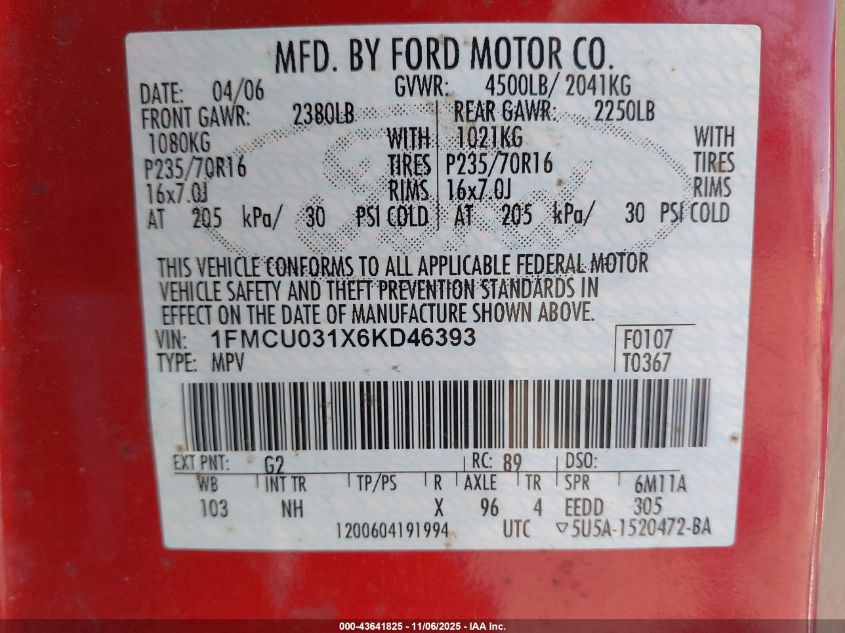 MFD. BY FORD MOTOR CO.
DATE: 04/06 GVWR: 4500LB/ 2041KG
FRONT GAWR: 2380LB REAR GAWR: 2250LB
1080KG WITH 1021KG WITH
P235/70R16 TIRES P235/70R16 TIRES
16x7.0J RIMS 16x7.0J RIMS
AT 205 kPa/ 30 PSI COLD AT 205 kPa/ 30 PSI COLD
THIS VEHICLE CONFORMS TO ALL APPLICABLE FEDERAL MOTOR
VEHICLE SAFETY AND THEFT PREVENTION STANDARDS IN
EFFECT ON THE DATE OF MANUFACTURE SHOWN ABOVE.
VIN: 1FMCU031X6KD46393 F0107
TYPE: MPV T0367
EXT PNT: G2 RC: 89 DSO:
WB INT TR TP/PS R AXLE TR SPR 6M11A
103 NH X 96 4 EEDD 305
1200604191994 UTC ▽5U5A-1520472-BA
000-43641825 | 11/06/2025 - IAA Inc.